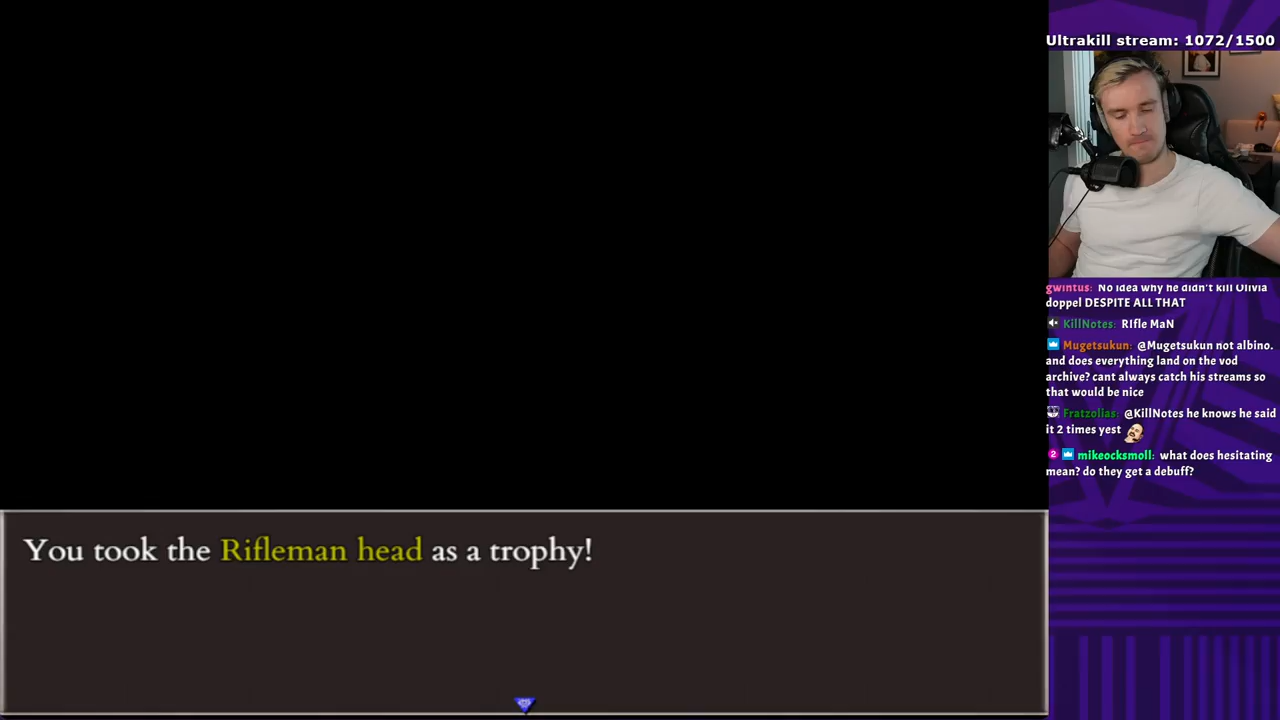 Ultrakill stream: 1072/1500
gwintus: No idea why he didn't kill Olivia
doppel DESPITE ALL THAT
KillNotes: RIfle MaN
Mugetsukun: @Mugetsukun not albino.
and does everything land on the vod
archive? cant always catch his streams so
that would be nice
Fratzolias: @KillNotes he knows he said
it 2 times yest
2 mikeocksmoll: what does hesitating
mean? do they get a debuff?
You took the Rifleman head as a trophy!